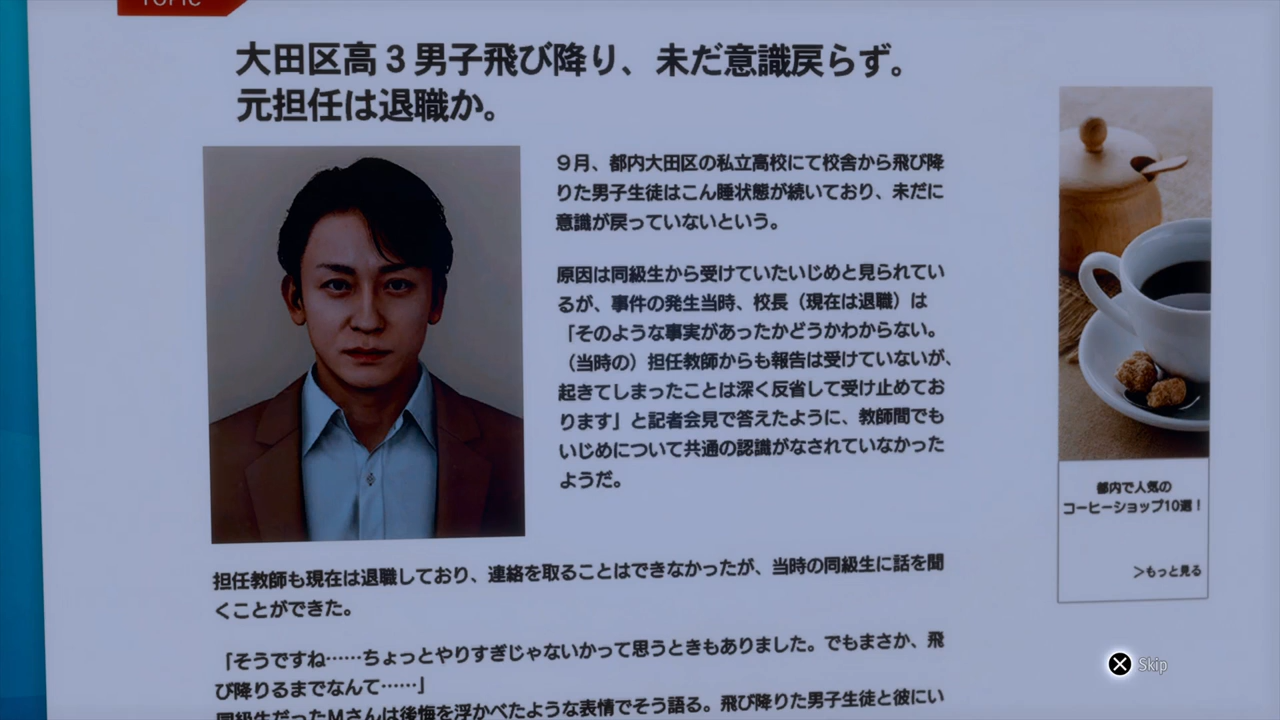 TOPIC
大田区高3男子飛び降り、未だ意識戻らず。
元担任は退職か。
9月、都内大田区の私立高校にて校舎から飛び降
りた男子生徒はこん睡状態が続いており、未だに
意識が戻っていないという。
原因は同級生から受けていたいじめと見られてい
るが、事件の発生当時、校長（現在は退職）は
「そのような事実があったかどうかわからない。
（当時の）担任教師からも報告は受けていないが、
起きてしまったことは深く反省して受け止めてお
ります」と記者会見で答えたように、教師間でも
いじめについて共通の認識がなされていなかった
ようだ。
担任教師も現在は退職しており、連絡を取ることはできなかったが、当時の同級生に話を聞
くことができた。
「そうですね……ちょっとやりすぎじゃないかって思うときもありました。でもまさか、飛
び降りるまでなんて……」
同級生だったMさんは後悔を浮かべたような表情でそう語る。飛び降りた男子生徒と彼にい
都内で人気の
コーヒーショップ10選！
＞もっと見る
Skip